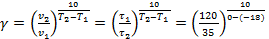 γ = (v₂/v₁)^(10/(T₂−T₁)) = (τ₁/τ₂)^(10/(T₂−T₁)) = (120/35)^(10/(0−(−18)))